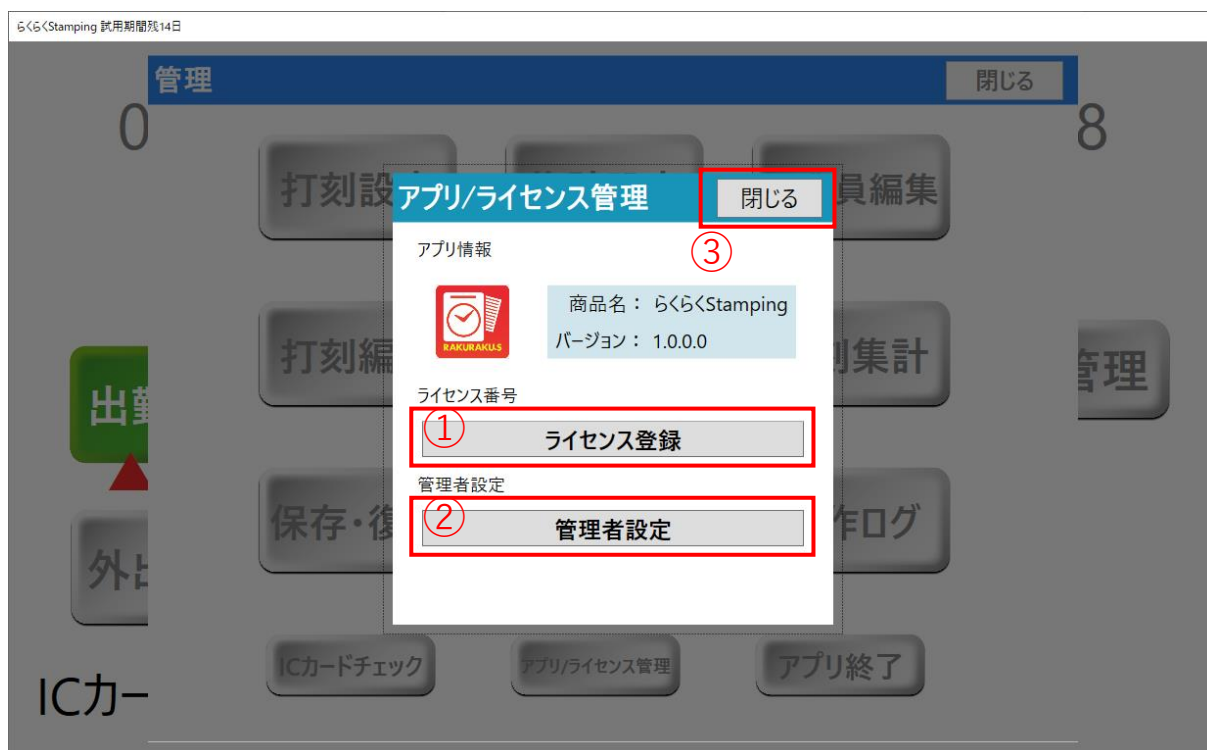 らくらくStamping 試用期間残14日
管理
閉じる
0
8
打刻設
員編集
アプリ/ライセンス管理
閉じる
③
アプリ情報
RAKURAKU-S
商品名： らくらくStamping
バージョン： 1.0.0.0
打刻編
集計
管理
出勤
ライセンス番号
①
ライセンス登録
管理者設定
②
管理者設定
保存・復
作ログ
外出
ICカードチェック
アプリ/ライセンス管理
アプリ終了
ICカー